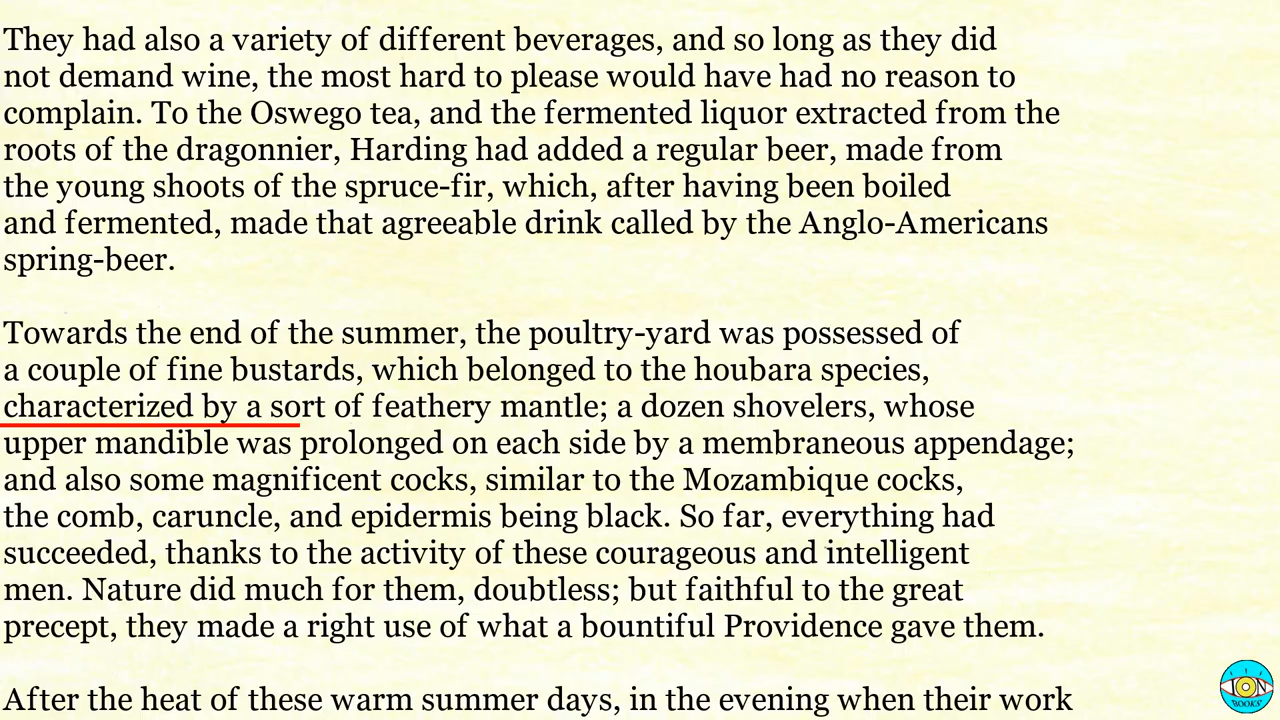 They had also a variety of different beverages, and so long as they did
not demand wine, the most hard to please would have had no reason to
complain. To the Oswego tea, and the fermented liquor extracted from the
roots of the dragonnier, Harding had added a regular beer, made from
the young shoots of the spruce-fir, which, after having been boiled
and fermented, made that agreeable drink called by the Anglo-Americans
spring-beer.
Towards the end of the summer, the poultry-yard was possessed of
a couple of fine bustards, which belonged to the houbara species,
characterized by a sort of feathery mantle; a dozen shovelers, whose
upper mandible was prolonged on each side by a membraneous appendage;
and also some magnificent cocks, similar to the Mozambique cocks,
the comb, caruncle, and epidermis being black. So far, everything had
succeeded, thanks to the activity of these courageous and intelligent
men. Nature did much for them, doubtless; but faithful to the great
precept, they made a right use of what a bountiful Providence gave them.
After the heat of these warm summer days, in the evening when their work
ION
BOOKS